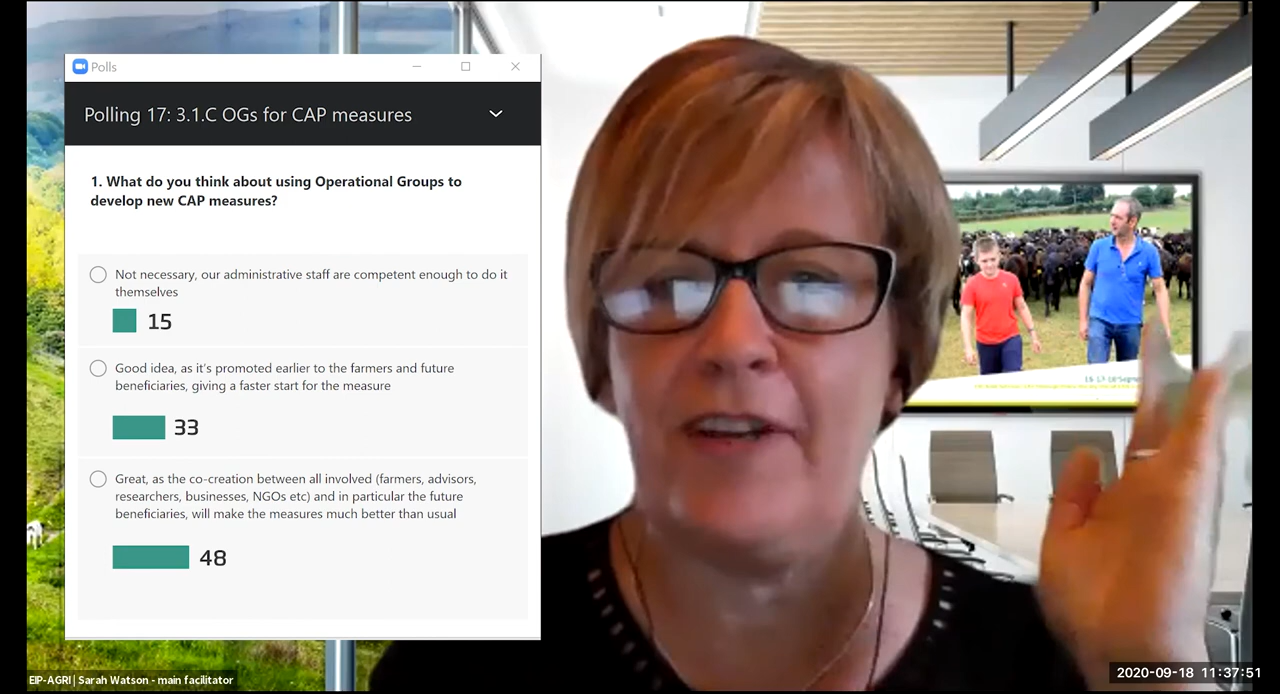 Polls
Polling 17: 3.1.C OGs for CAP measures
1. What do you think about using Operational Groups to
develop new CAP measures?
Not necessary, our administrative staff are competent enough to do it
themselves
15
Good idea, as it's promoted earlier to the farmers and future
beneficiaries, giving a faster start for the measure
33
Great, as the co-creation between all involved (farmers, advisors,
researchers, businesses, NGOs etc) and in particular the future
beneficiaries, will make the measures much better than usual
48
EIP-AGRI | Sarah Watson - main facilitator
2020-09-18 11:37:51